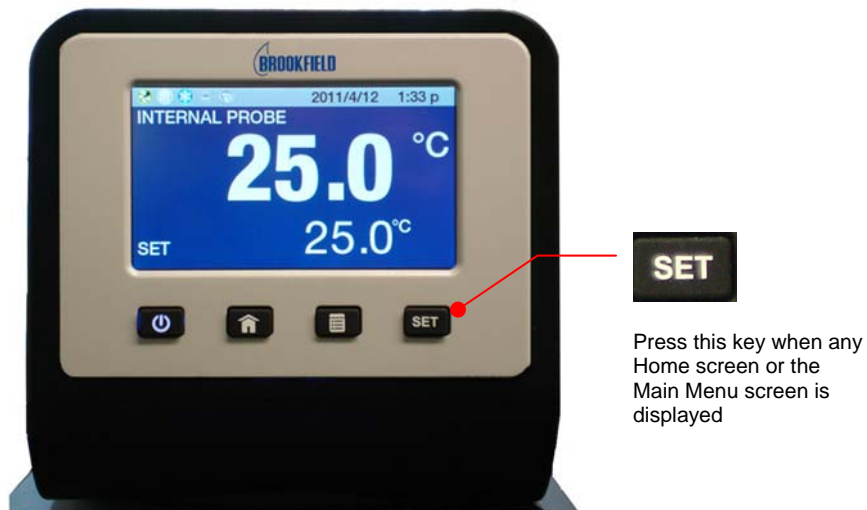 BROOKFIELD
2011/4/12 1:33 p
INTERNAL PROBE
25.0 °C
SET 25.0°C
SET
SET
Press this key when any
Home screen or the
Main Menu screen is
displayed